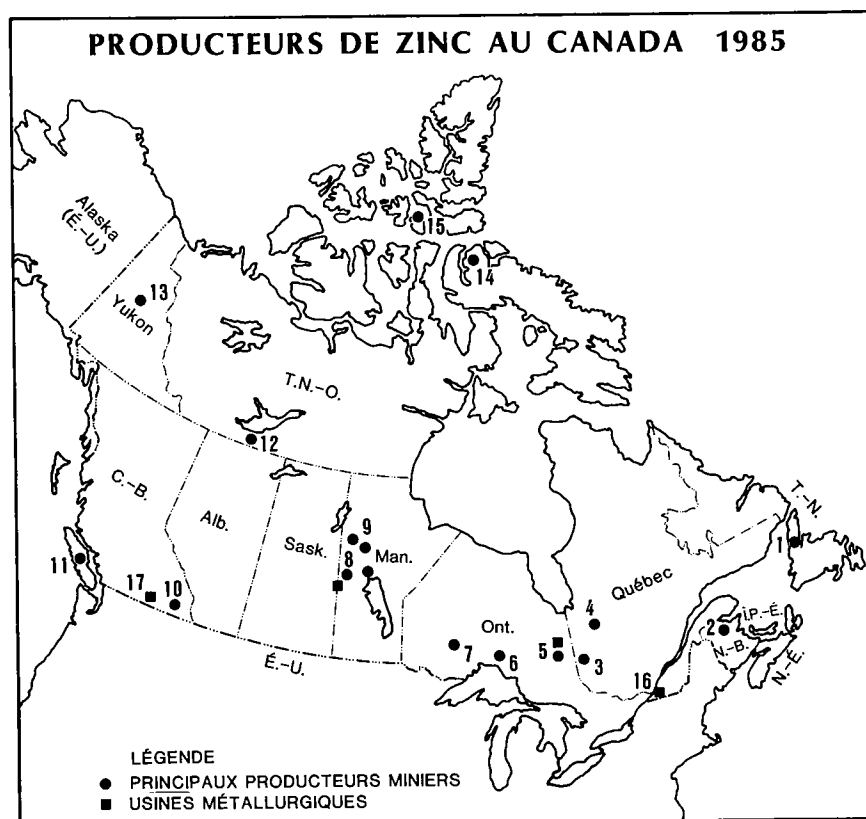 PRODUCTEURS DE ZINC AU CANADA 1985
Alaska
(É.-U.)
15
14
13
Yukon
T.N.-O.
12
C.-B.
Alb.
Sask.
9
8
Man.
T.-N.
1
11
17
10
Québec
4
Î.P.-É.
2
N.-B.
N.-É.
Ont.
7
6
5
3
16
É.-U.
LÉGENDE
● PRINCIPAUX PRODUCTEURS MINIERS
■ USINES MÉTALLURGIQUES